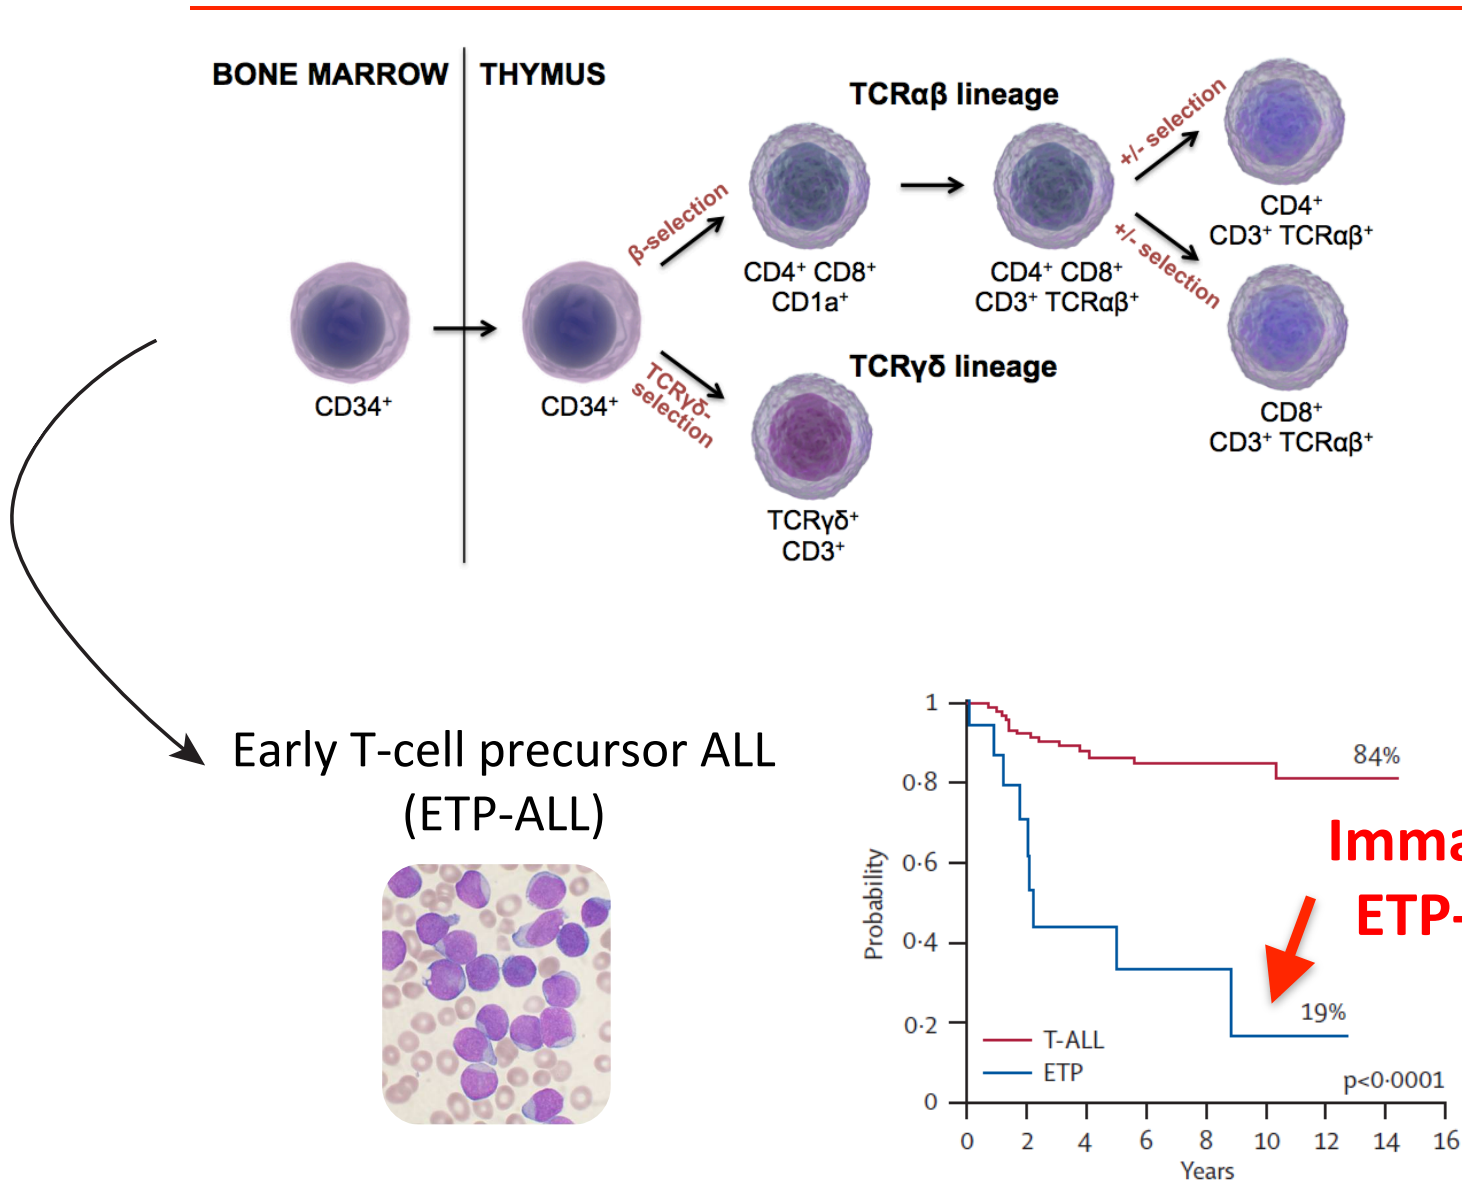 BONE MARROW
THYMUS
TCRαβ lineage
+/- selection
CD4⁺
CD3⁺ TCRαβ⁺
β-selection
CD4⁺ CD8⁺
CD1a⁺
CD4⁺ CD8⁺
CD3⁺ TCRαβ⁺
+/- selection
CD34⁺
CD34⁺
TCRγδ-
selection
TCRγδ lineage
CD8⁺
CD3⁺ TCRαβ⁺
TCRγδ⁺
CD3⁺
Early T-cell precursor ALL
(ETP-ALL)
Probability
1
0·8
0·6
0·4
0·2
0
84%
Imma
ETP-
19%
T-ALL
ETP
p<0·0001
0 2 4 6 8 10 12 14 16
Years